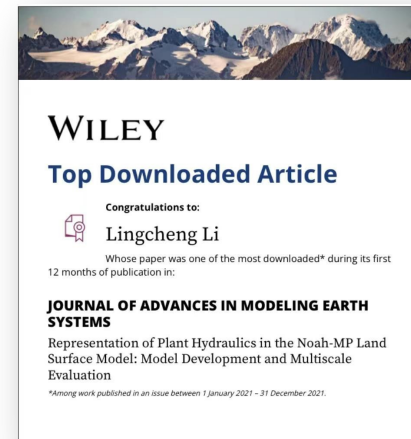 WILEY
Top Downloaded Article
Congratulations to:
Lingcheng Li
Whose paper was one of the most downloaded* during its first
12 months of publication in:
JOURNAL OF ADVANCES IN MODELING EARTH
SYSTEMS
Representation of Plant Hydraulics in the Noah-MP Land
Surface Model: Model Development and Multiscale
Evaluation
*Among work published in an issue between 1 January 2021 – 31 December 2021.